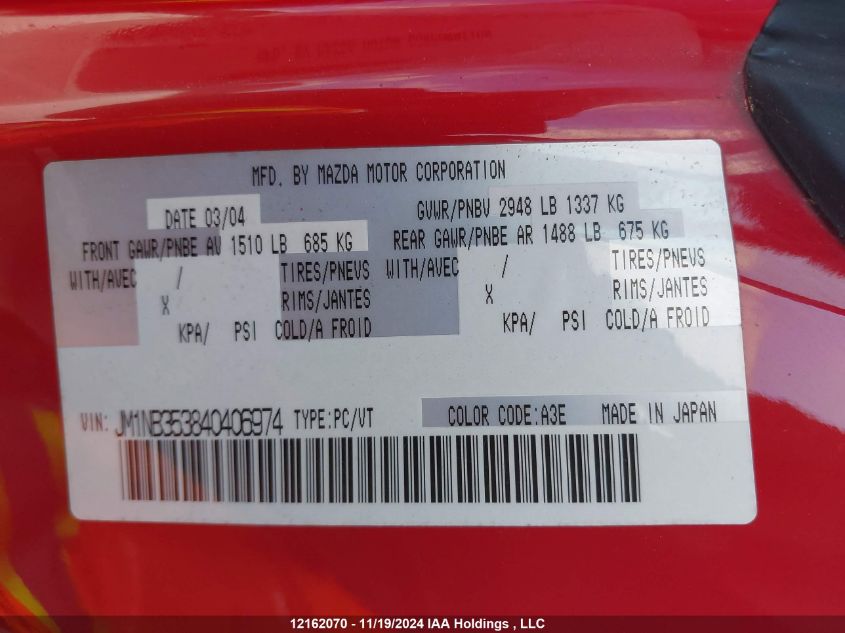 MFD. BY MAZDA MOTOR CORPORATION
DATE 03/04 GVWR/PNBV 2948 LB 1337 KG
FRONT GAWR/PNBE AV 1510 LB 685 KG REAR GAWR/PNBE AR 1488 LB 675 KG
WITH/AVEC / TIRES/PNEUS WITH/AVEC / TIRES/PNEVS
X RIMS/JANTES X RIMS/JANTES
KPA/ PSI COLD/A FROID KPA/ PSI COLD/A FROID
VIN: JM1NB353840406974 TYPE:PC/VT COLOR CODE:A3E MADE IN JAPAN
12162070 - 11/19/2024 IAA Holdings , LLC